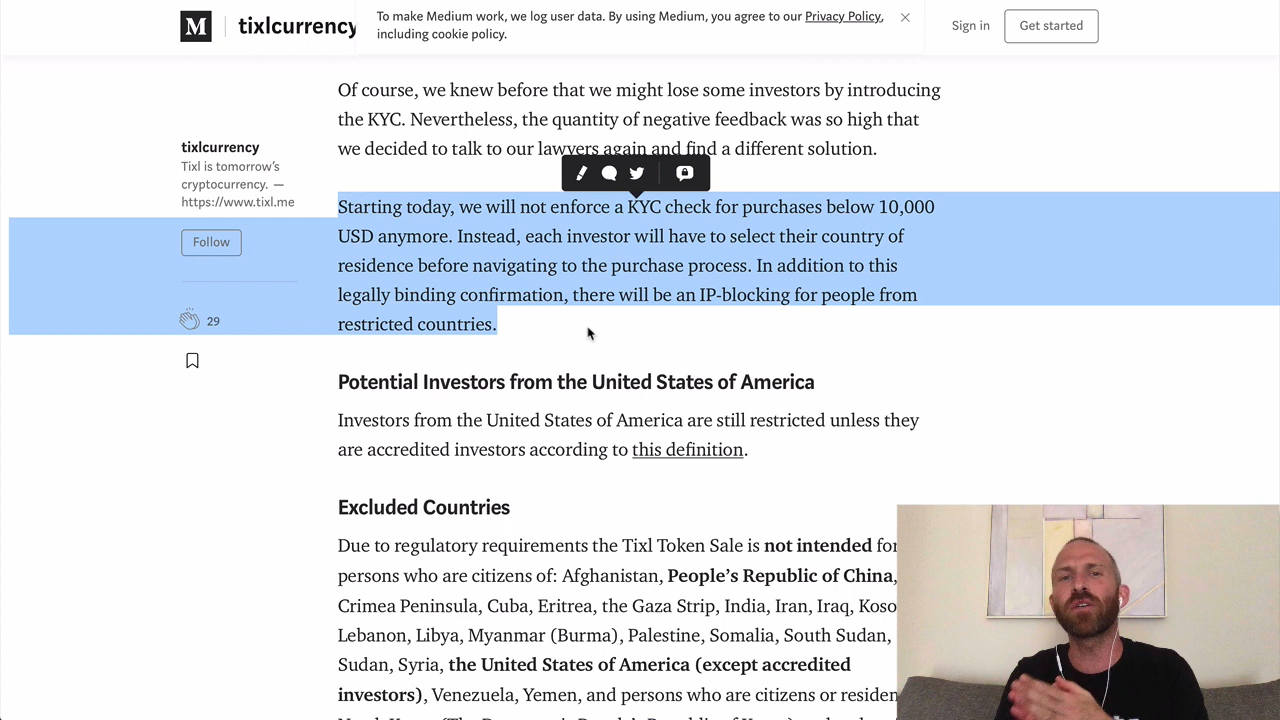 M tixlcurrency
To make Medium work, we log user data. By using Medium, you agree to our Privacy Policy,
including cookie policy.
Sign in
Get started
tixlcurrency
Tixl is tomorrow's
cryptocurrency. —
https://www.tixl.me
Follow
29
Of course, we knew before that we might lose some investors by introducing
the KYC. Nevertheless, the quantity of negative feedback was so high that
we decided to talk to our lawyers again and find a different solution.
Starting today, we will not enforce a KYC check for purchases below 10,000
USD anymore. Instead, each investor will have to select their country of
residence before navigating to the purchase process. In addition to this
legally binding confirmation, there will be an IP-blocking for people from
restricted countries.
Potential Investors from the United States of America
Investors from the United States of America are still restricted unless they
are accredited investors according to this definition.
Excluded Countries
Due to regulatory requirements the Tixl Token Sale is not intended for
persons who are citizens of: Afghanistan, People's Republic of China,
Crimea Peninsula, Cuba, Eritrea, the Gaza Strip, India, Iran, Iraq, Koso
Lebanon, Libya, Myanmar (Burma), Palestine, Somalia, South Sudan,
Sudan, Syria, the United States of America (except accredited
investors), Venezuela, Yemen, and persons who are citizens or residen